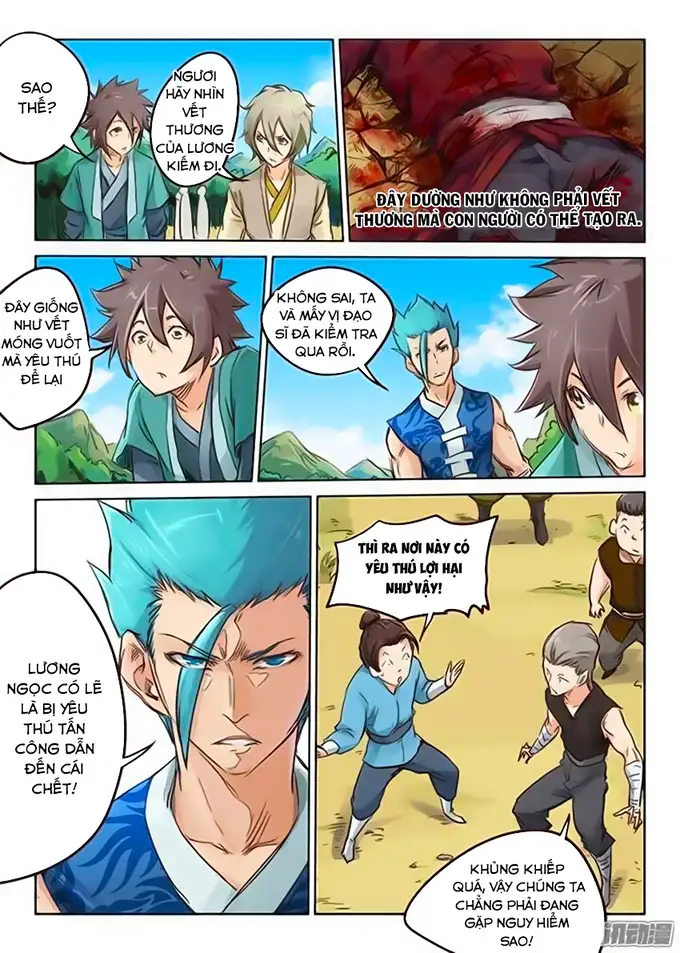 SAO
THẾ?
NGƯƠI
HÃY NHÌN
VẾT
THƯƠNG
CỦA LƯƠNG
KIẾM ĐI.
ĐÂY DƯỜNG NHƯ KHÔNG PHẢI VẾT
THƯƠNG MÀ CON NGƯỜI CÓ THỂ TẠO RA.
ĐÂY GIỐNG
NHƯ VẾT
MÓNG VUỐT
MÀ YÊU THÚ
ĐỂ LẠI
KHÔNG SAI, TA
VÀ MẤY VỊ ĐẠO
SĨ ĐÃ KIỂM TRA
QUA RỒI.
LƯƠNG
NGỌC CÓ LẼ
LÀ BỊ YÊU
THÚ TẤN
CÔNG DẪN
ĐẾN CÁI
CHẾT!
THÌ RA NƠI NÀY CÓ
YÊU THÚ LỢI HẠI
NHƯ VẬY!
KHỦNG KHIẾP
QUÁ, VẬY CHÚNG TA
CHẲNG PHẢI ĐANG
GẶP NGUY HIỂM
SAO!
动漫